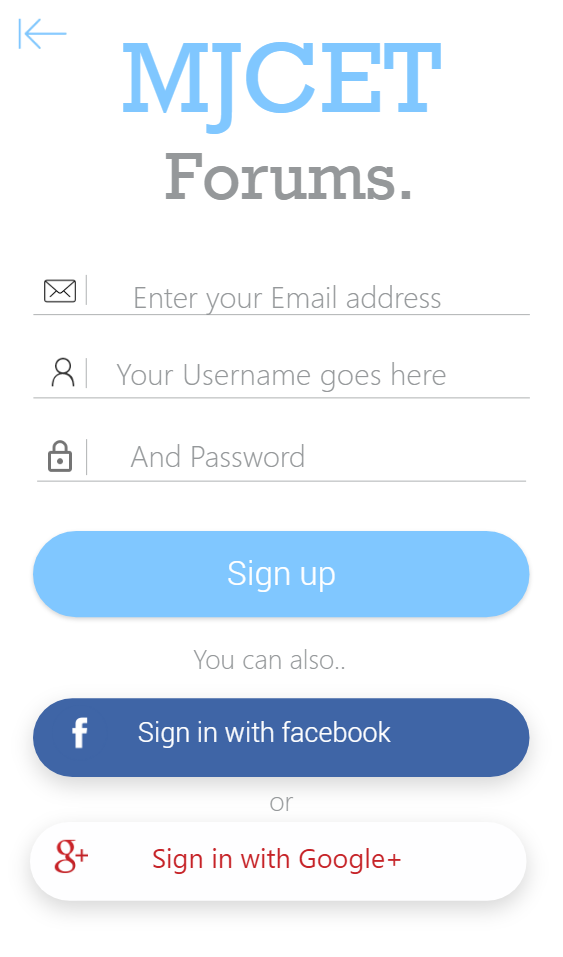 MJCET
Forums.
Enter your Email address
Your Username goes here
And Password
Sign up
You can also..
f Sign in with facebook
or
g+ Sign in with Google+